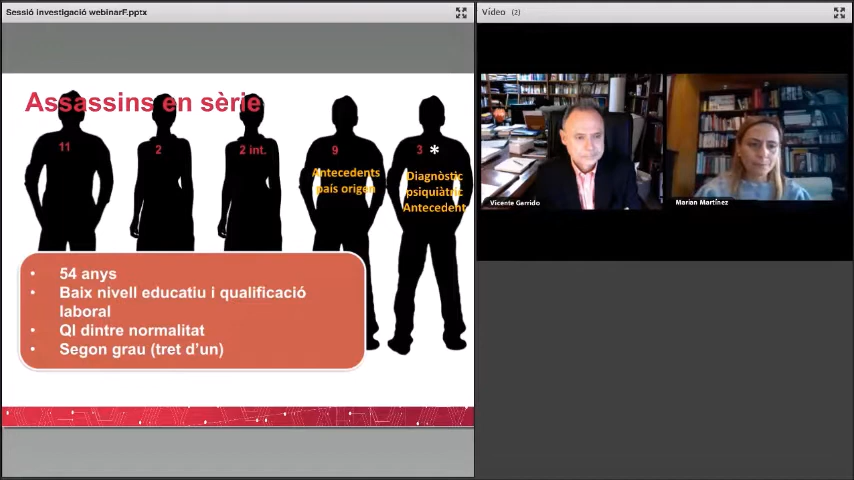 Sessió investigació webinarF.pptx
Vídeo (2)
Assassins en sèrie
11
2
2 int.
9
3 *
Antecedents
país origen
Diagnòstic
psiquiàtric
Antecedent
• 54 anys
• Baix nivell educatiu i qualificació
laboral
• QI dintre normalitat
• Segon grau (tret d'un)
Vicente Garrido
Marian Martínez